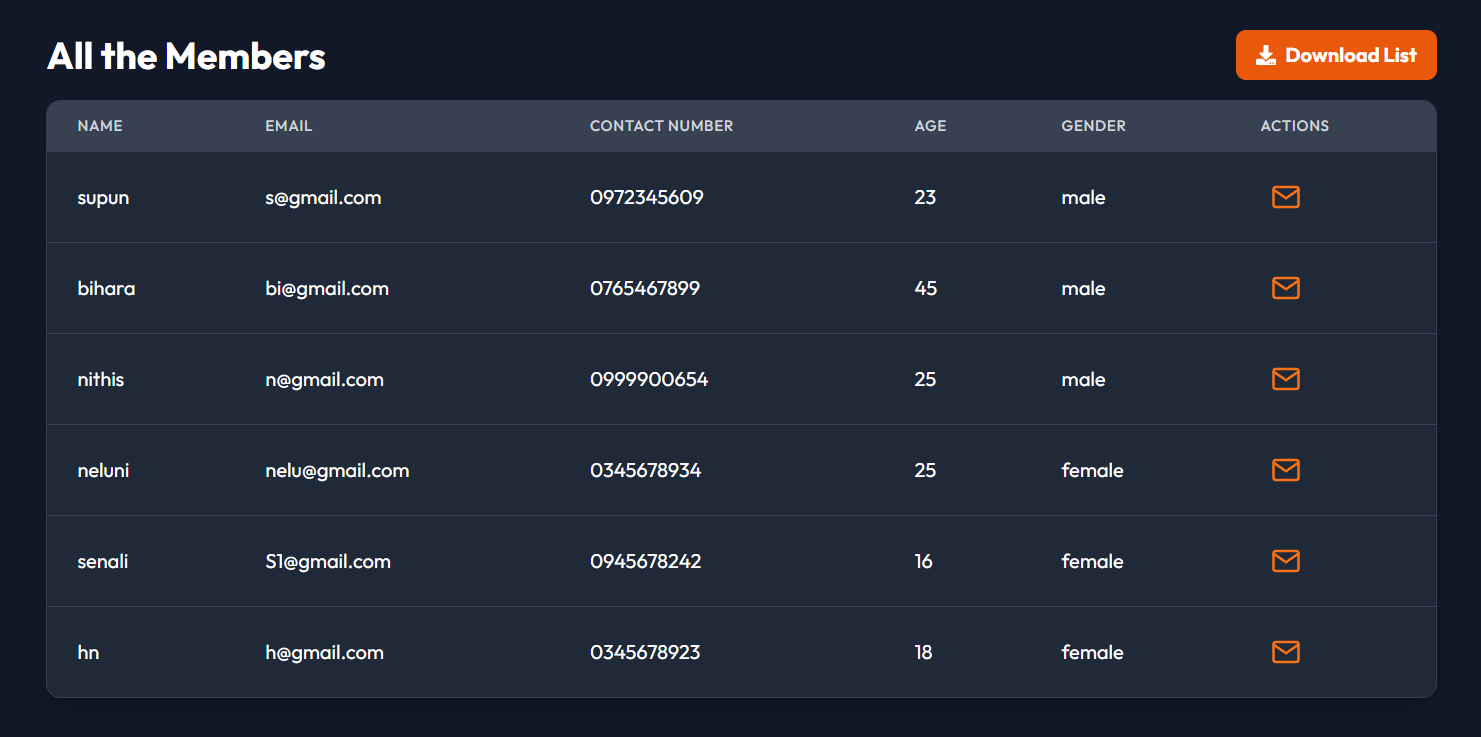 All the Members
Download List
NAME EMAIL CONTACT NUMBER AGE GENDER ACTIONS
supun s@gmail.com 0972345609 23 male
bihara bi@gmail.com 0765467899 45 male
nithis n@gmail.com 0999900654 25 male
neluni nelu@gmail.com 0345678934 25 female
senali S1@gmail.com 0945678242 16 female
hn h@gmail.com 0345678923 18 female